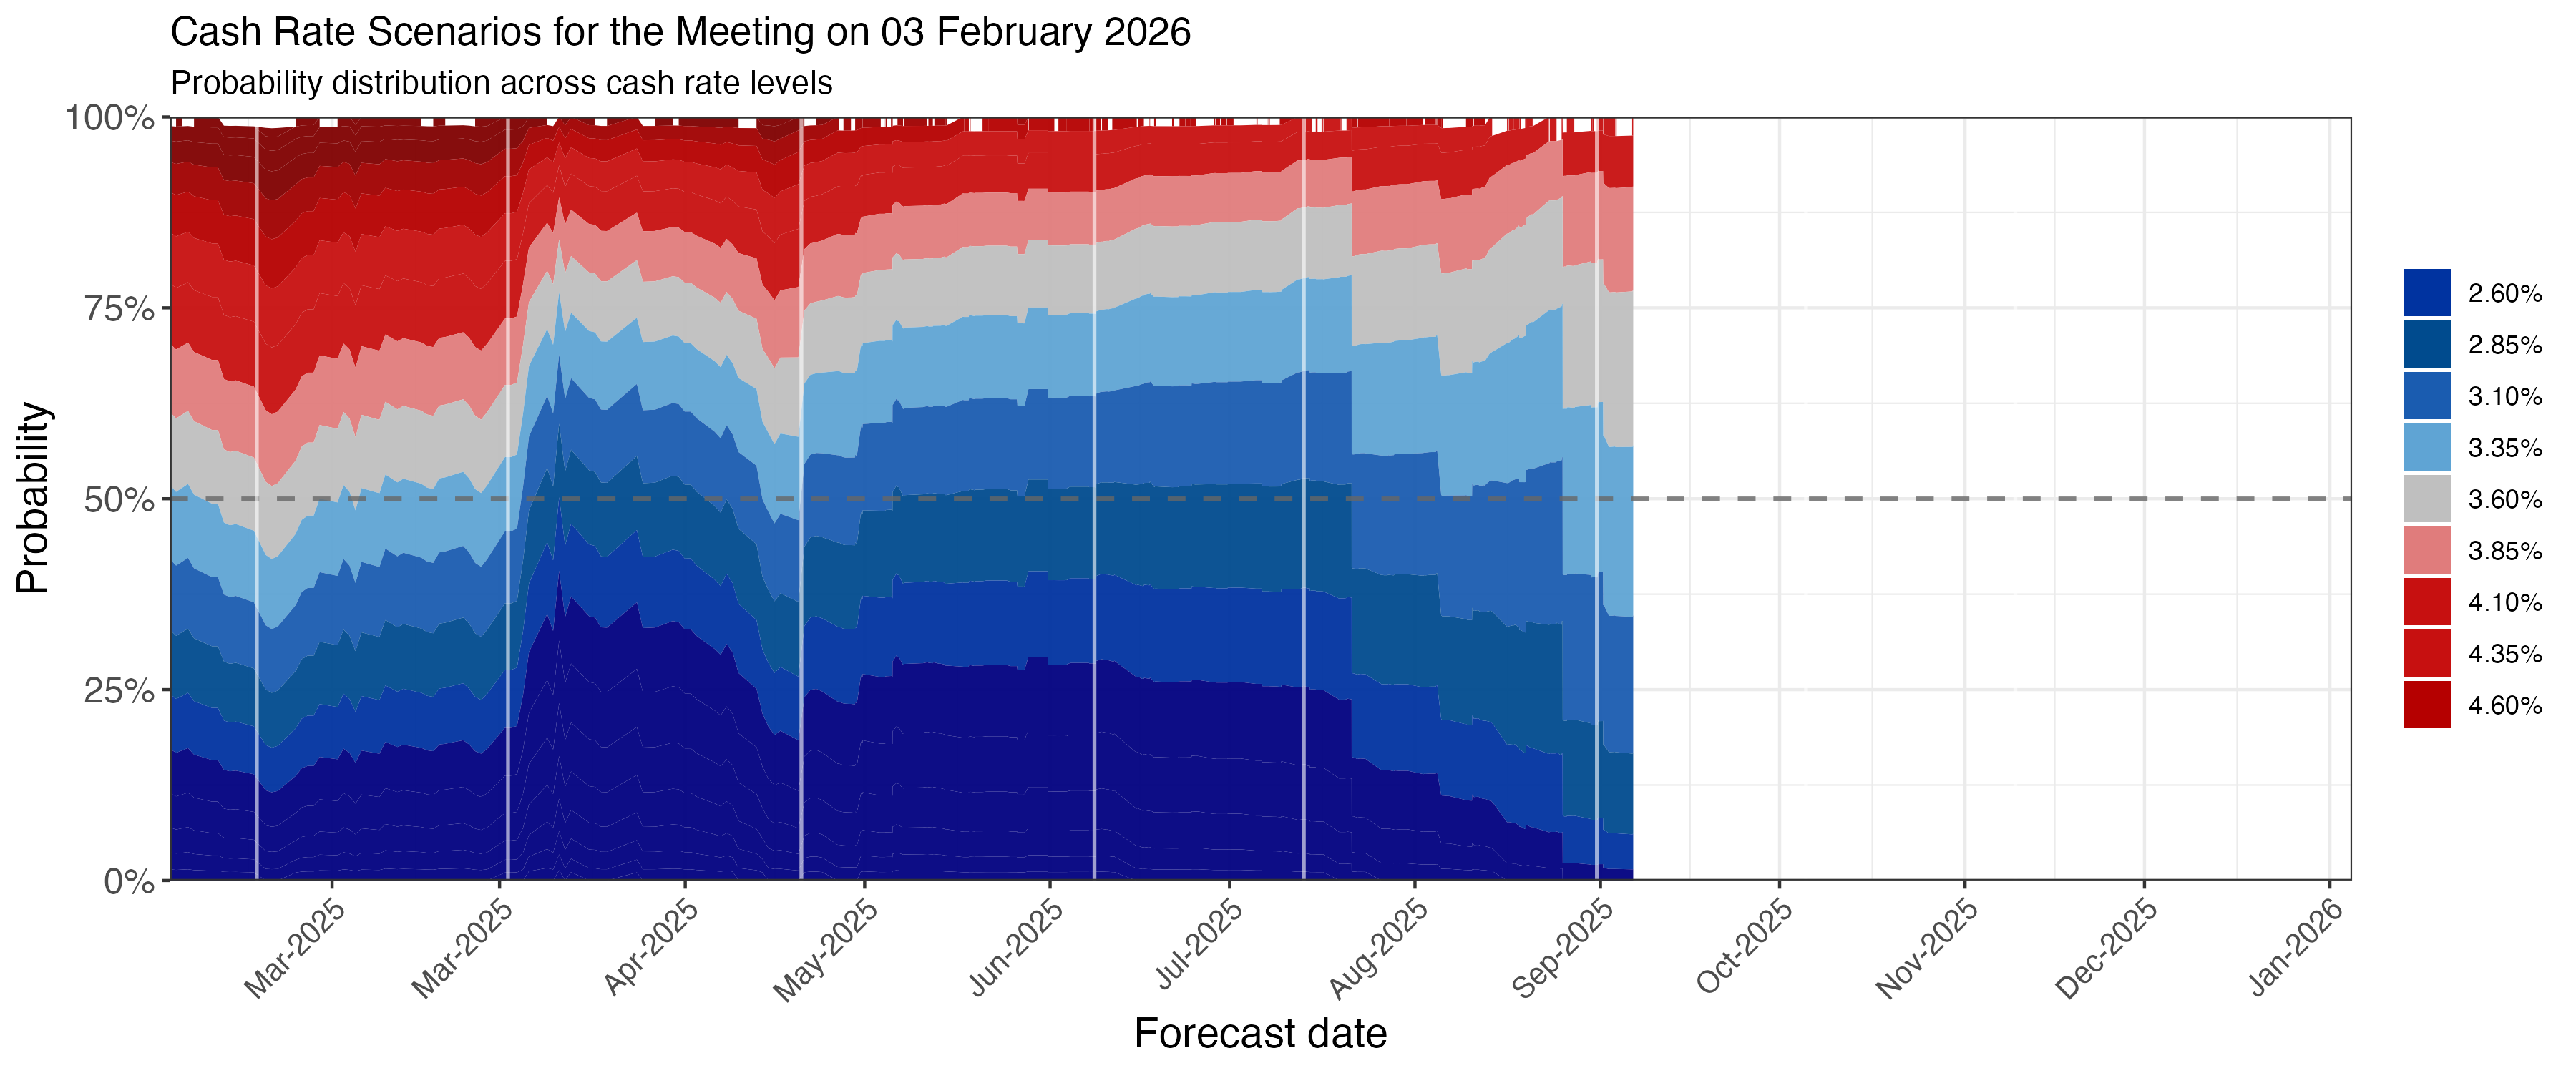 Cash Rate Scenarios for the Meeting on 03 February 2026
Probability distribution across cash rate levels
100%
75%
50%
25%
0%
Probability
Mar-2025
Mar-2025
Apr-2025
May-2025
Jun-2025
Jul-2025
Aug-2025
Sep-2025
Oct-2025
Nov-2025
Dec-2025
Jan-2026
Forecast date
2.60%
2.85%
3.10%
3.35%
3.60%
3.85%
4.10%
4.35%
4.60%